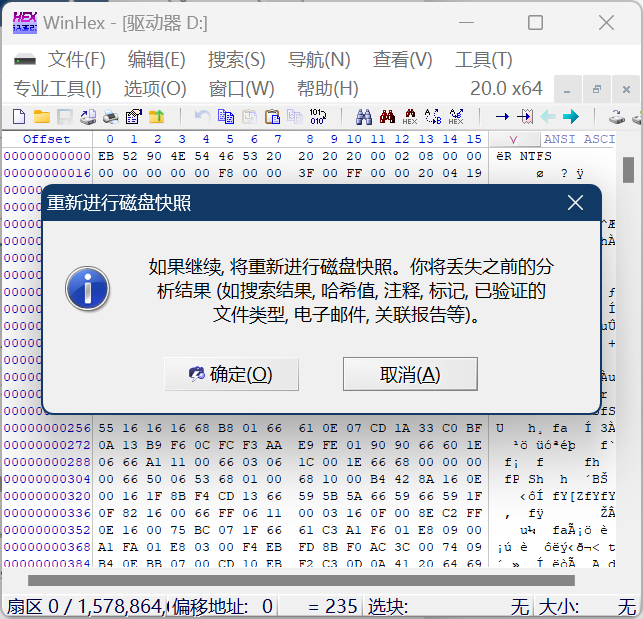 WinHex - [驱动器 D:]
文件(F) 编辑(E) 搜索(S) 导航(N) 查看(V) 工具(T)
专业工具(I) 选项(O) 窗口(W) 帮助(H) 20.0 x64
Offset 0 1 2 3 4 5 6 7 8 9 10 11 12 13 14 15 ANSI ASCI
00000000000 EB 52 90 4E 54 46 53 20 20 20 20 00 02 08 00 00 ëR NTFS
00000000016 00 00 00 00 00 F8 00 00 3F 00 FF 00 00 20 04 19 ø ? ÿ
重新进行磁盘快照
如果继续, 将重新进行磁盘快照。你将丢失之前的分
析结果 (如搜索结果, 哈希值, 注释, 标记, 已验证的
文件类型, 电子邮件, 关联报告等)。
确定(O) 取消(A)
00000000256 55 16 16 16 68 B8 01 66 61 0E 07 CD 1A 33 C0 BF U h¸ fa Í 3À
00000000272 0A 13 B9 F6 0C FC F3 AA E9 FE 01 90 90 66 60 1E ¹ö üóªéþ f`
00000000288 06 66 A1 11 00 66 03 06 1C 00 1E 66 68 00 00 00 f¡ f fh
00000000304 00 66 50 06 53 68 01 00 68 10 00 B4 42 8A 16 0E fP Sh h ´BŠ
00000000320 00 16 1F 8B F4 CD 13 66 59 5B 5A 66 59 66 59 1F ‹ôÍ fY[ZfYfY
00000000336 0F 82 16 00 66 FF 06 11 00 03 16 0F 00 8E C2 FF ‚ fÿ ŽÂ
00000000352 0E 16 00 75 BC 07 1F 66 61 C3 A1 F6 01 E8 09 00 u¼ faÃ¡ö è
00000000368 A1 FA 01 E8 03 00 F4 EB FD 8B F0 AC 3C 00 74 09 ¡ú è ôëý‹ð¬< t
00000000384 B4 0E BB 07 00 CD 10 EB F2 C3 0D 0A 41 20 64 69 ´ » Í ëòÃ A d
扇区 0 / 1,578,864, 偏移地址: 0 = 235 选块: 无 大小: 无